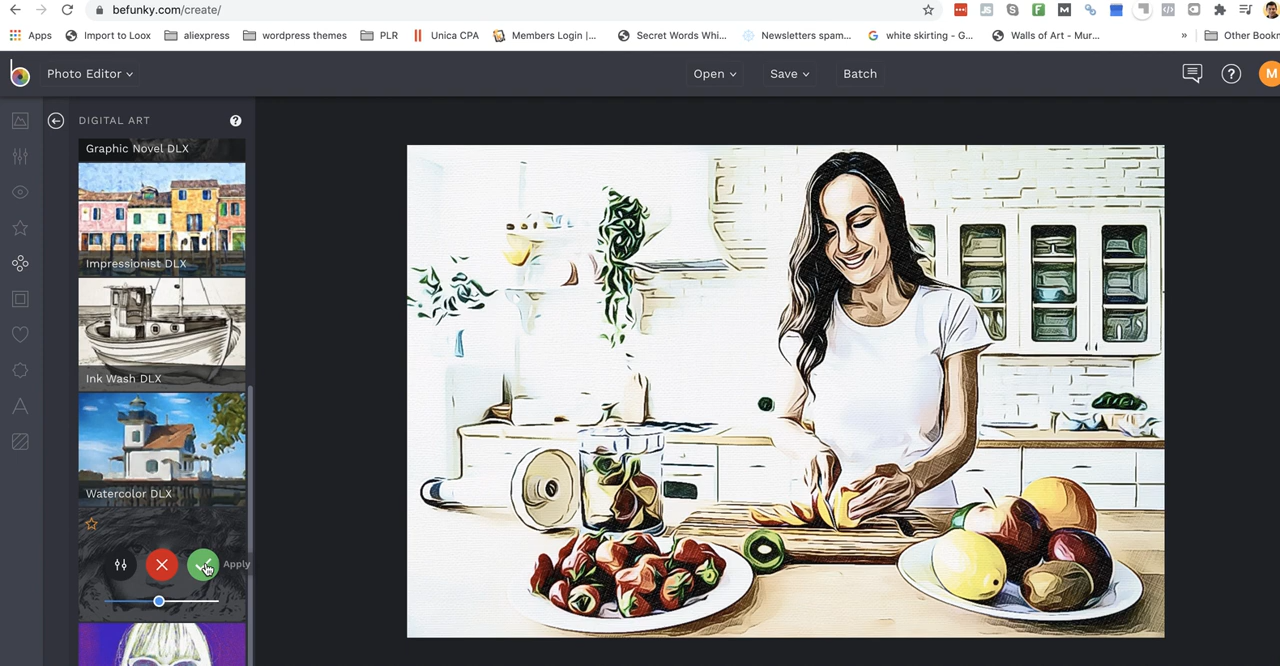 befunky.com/create/
Apps Import to Loox aliexpress wordpress themes PLR Unica CPA Members Login |... Secret Words Whi... Newsletters spam... white skirting - G... Walls of Art - Mur... » Other Bookm
b Photo Editor Open Save Batch ? M
DIGITAL ART ?
Graphic Novel DLX
Impressionist DLX
Ink Wash DLX
Watercolor DLX
Apply